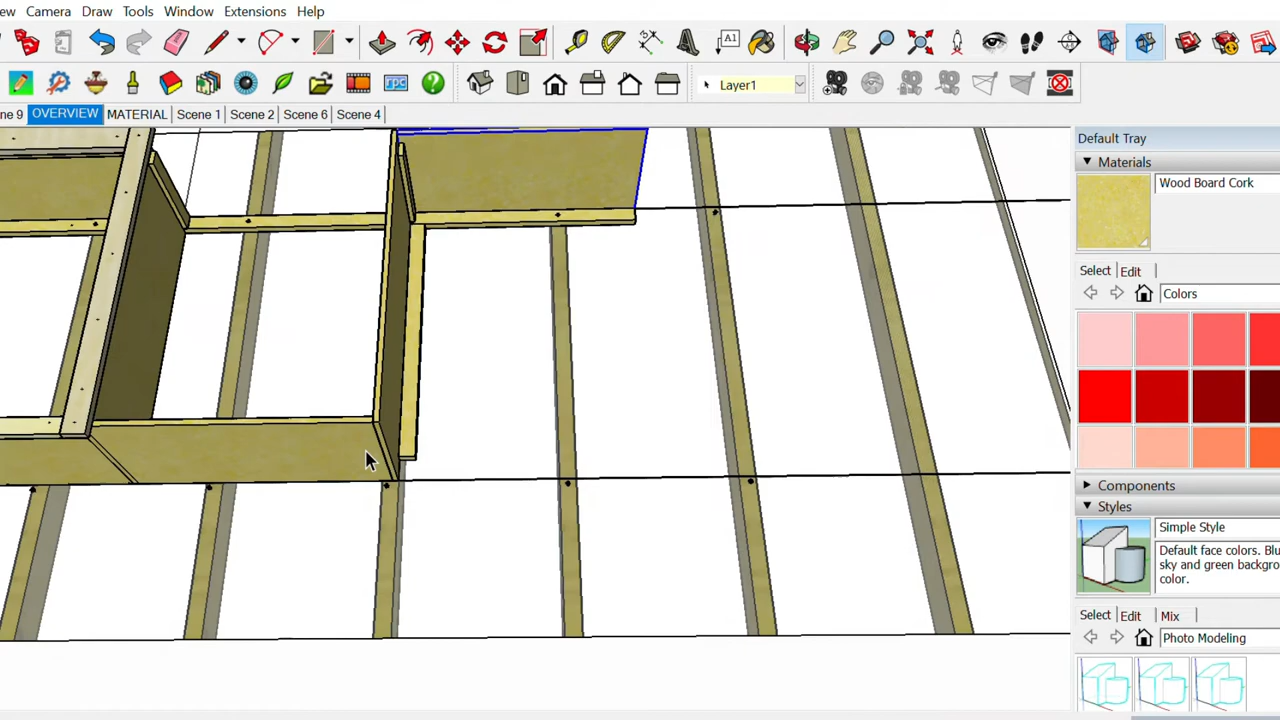 ew Camera Draw Tools Window Extensions Help
A1
Layer1
rpc
ne 9 OVERVIEW MATERIAL Scene 1 Scene 2 Scene 6 Scene 4
Default Tray
Materials
Wood Board Cork
Select Edit
Colors
Components
Styles
Simple Style
Default face colors. Blu
sky and green backgro
color.
Select Edit Mix
Photo Modeling